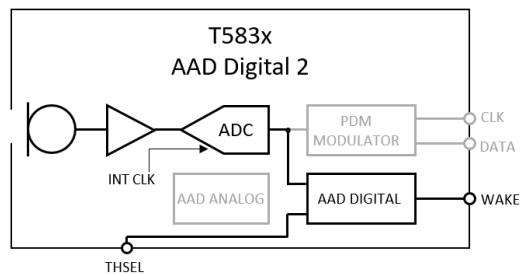 T583x
AAD Digital 2
ADC
PDM
MODULATOR
CLK
DATA
INT CLK
AAD ANALOG
AAD DIGITAL
WAKE
THSEL